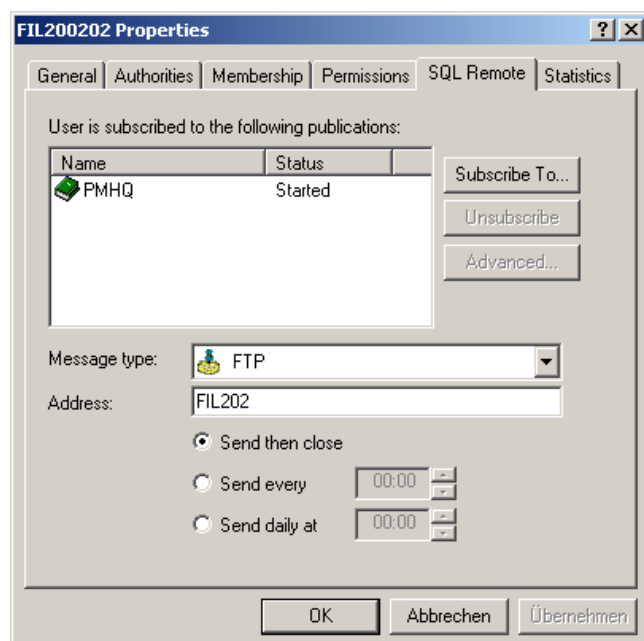 FIL200202 Properties
General Authorities Membership Permissions SQL Remote Statistics
User is subscribed to the following publications:
Name Status
PMHQ Started
Subscribe To...
Unsubscribe
Advanced...
Message type: FTP
Address: FIL202
Send then close
Send every 00:00
Send daily at 00:00
OK Abbrechen Übernehmen